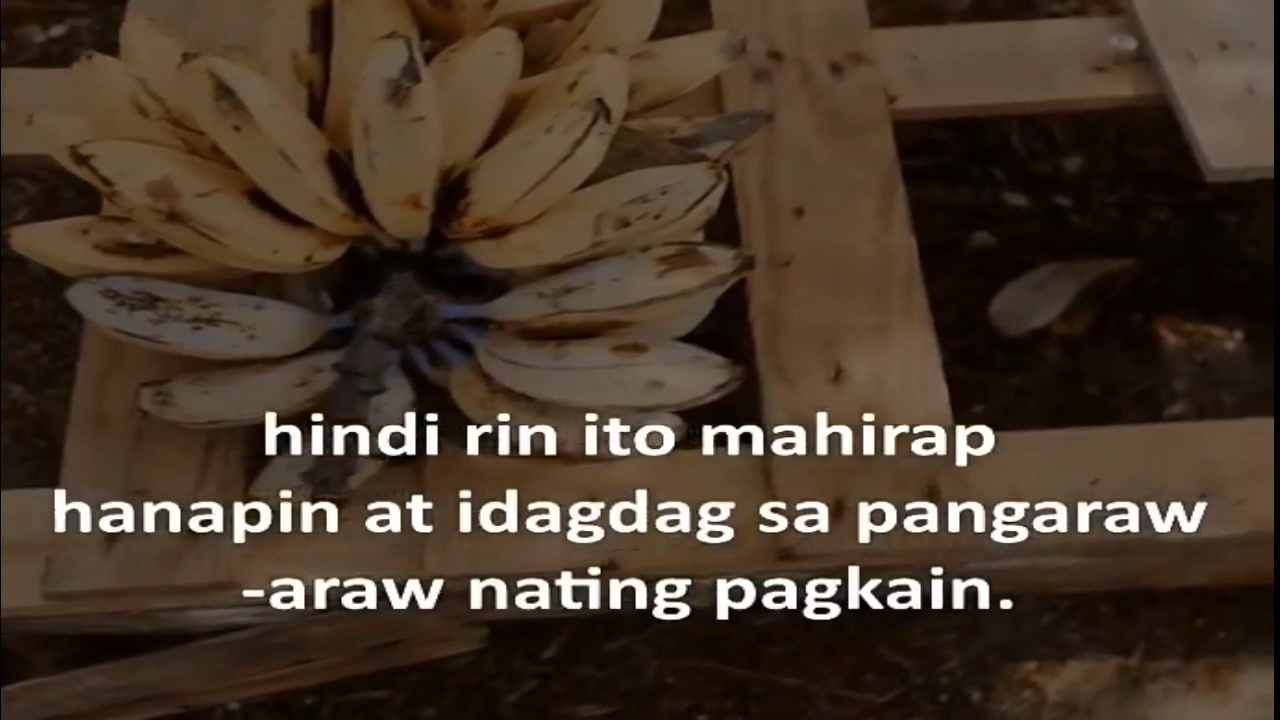 hindi rin ito mahirap
hanapin at idagdag sa pangaraw
-araw nating pagkain.